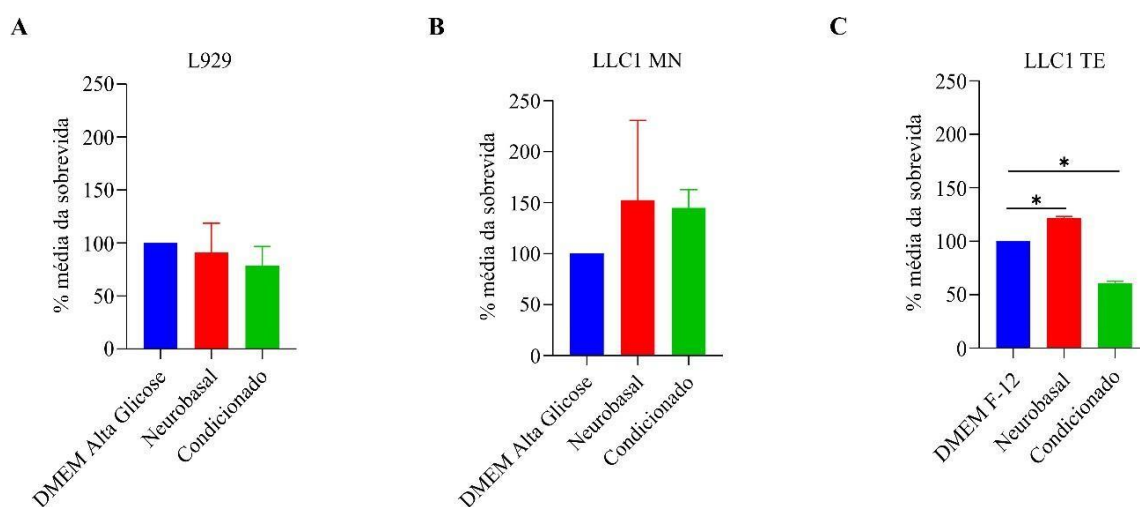 A
L929
% média da sobrevida
250
200
150
100
50
0
DMEM Alta Glicose
Neurobasal
Condicionado
B
LLC1 MN
% média da sobrevida
250
200
150
100
50
0
DMEM Alta Glicose
Neurobasal
Condicionado
C
LLC1 TE
% média da sobrevida
250
200
150
100
50
0
*
*
DMEM F-12
Neurobasal
Condicionado